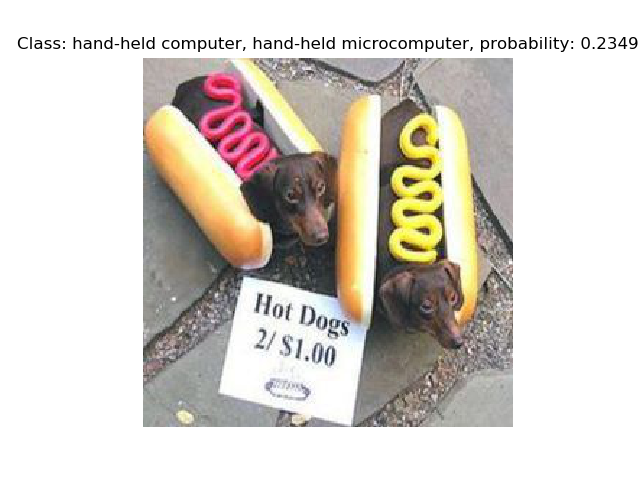 Class: hand-held computer, hand-held microcomputer, probability: 0.2349
Hot Dogs
2/ $1.00